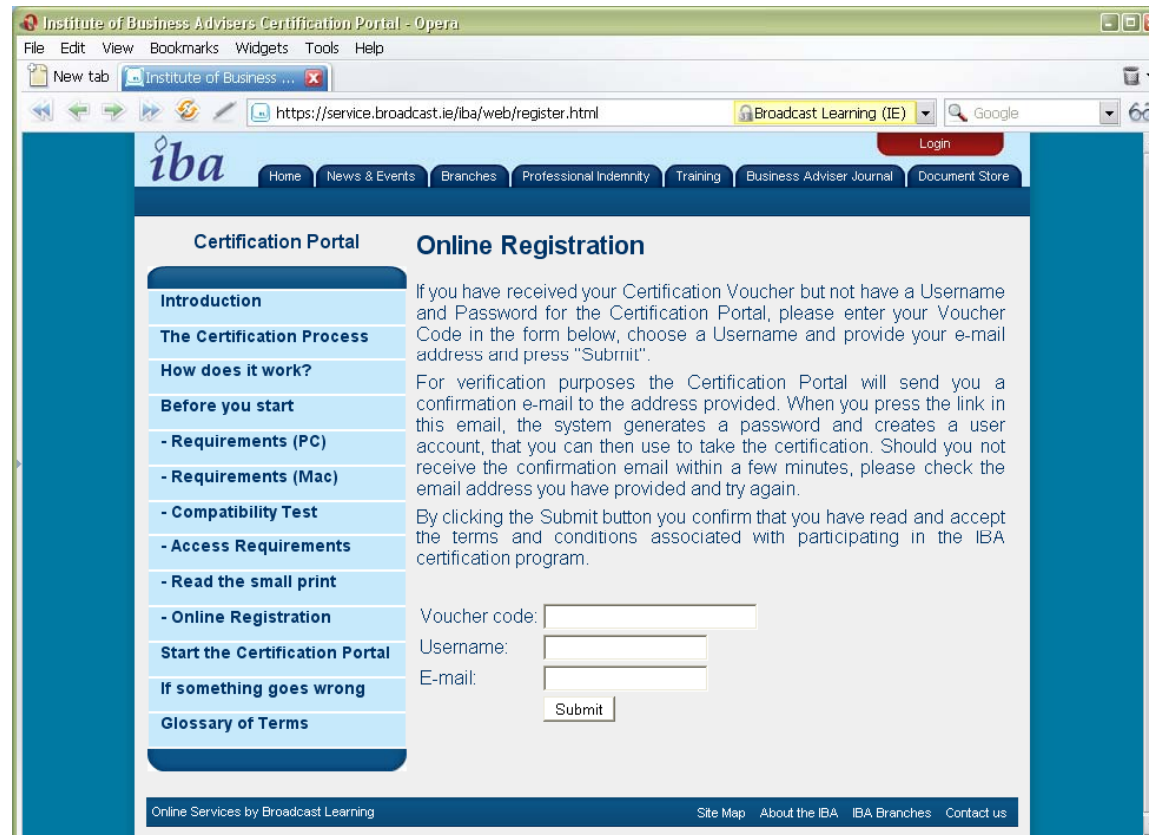 Institute of Business Advisers Certification Portal - Opera
File Edit View Bookmarks Widgets Tools Help
New tab Institute of Business ...
https://service.broadcast.ie/iba/web/register.html Broadcast Learning (IE) Google
Login
iba
Home News & Events Branches Professional Indemnity Training Business Adviser Journal Document Store
Certification Portal
Introduction
The Certification Process
How does it work?
Before you start
- Requirements (PC)
- Requirements (Mac)
- Compatibility Test
- Access Requirements
- Read the small print
- Online Registration
Start the Certification Portal
If something goes wrong
Glossary of Terms
Online Registration
If you have received your Certification Voucher but not have a Username
and Password for the Certification Portal, please enter your Voucher
Code in the form below, choose a Username and provide your e-mail
address and press "Submit".
For verification purposes the Certification Portal will send you a
confirmation e-mail to the address provided. When you press the link in
this email, the system generates a password and creates a user
account, that you can then use to take the certification. Should you not
receive the confirmation email within a few minutes, please check the
email address you have provided and try again.
By clicking the Submit button you confirm that you have read and accept
the terms and conditions associated with participating in the IBA
certification program.
Voucher code:
Username:
E-mail:
Submit
Online Services by Broadcast Learning Site Map About the IBA IBA Branches Contact us